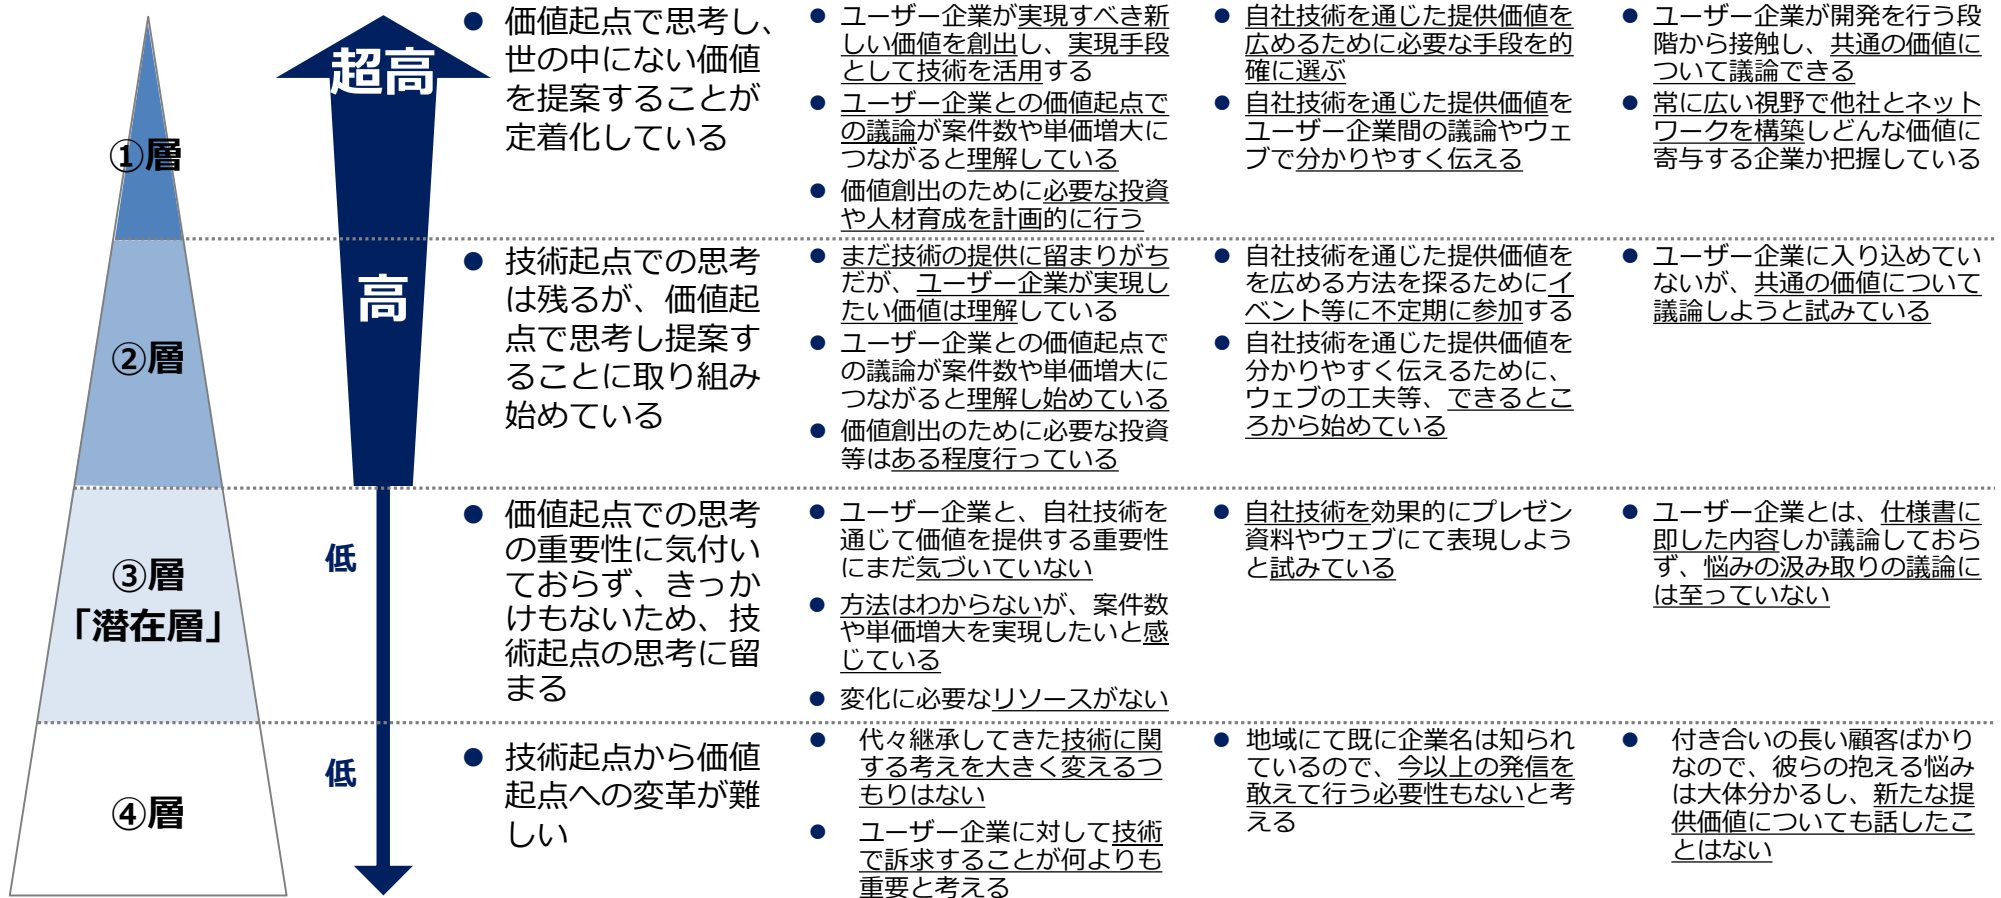 ①層
超高
● 価値起点で思考し、
世の中にない価値
を提案することが
定着化している
● ユーザー企業が実現すべき新
しい価値を創出し、実現手段
として技術を活用する
● ユーザー企業との価値起点で
の議論が案件数や単価増大に
つながると理解している
● 価値創出のために必要な投資
や人材育成を計画的に行う
● 自社技術を通じた提供価値を
広めるために必要な手段を的
確に選ぶ
● 自社技術を通じた提供価値を
ユーザー企業間の議論やウェ
ブで分かりやすく伝える
● ユーザー企業が開発を行う段
階から接触し、共通の価値に
ついて議論できる
● 常に広い視野で他社とネット
ワークを構築しどんな価値に
寄与する企業か把握している
②層
高
● 技術起点での思考
は残るが、価値起
点で思考し提案す
ることに取り組み
始めている
● まだ技術の提供に留まりがち
だが、ユーザー企業が実現し
たい価値は理解している
● ユーザー企業との価値起点で
の議論が案件数や単価増大に
つながると理解し始めている
● 価値創出のために必要な投資
等はある程度行っている
● 自社技術を通じた提供価値を
を広める方法を探るためにイ
ベント等に不定期に参加する
● 自社技術を通じた提供価値を
分かりやすく伝えるために、
ウェブの工夫等、できるとこ
ろから始めている
● ユーザー企業に入り込めてい
ないが、共通の価値について
議論しようと試みている
③層
「潜在層」
低
● 価値起点での思考
の重要性に気付い
ておらず、きっか
けもないため、技
術起点の思考に留
まる
● ユーザー企業と、自社技術を
通じて価値を提供する重要性
にまだ気づいていない
● 方法はわからないが、案件数
や単価増大を実現したいと感
じている
● 変化に必要なリソースがない
● 自社技術を効果的にプレゼン
資料やウェブにて表現しよう
と試みている
● ユーザー企業とは、仕様書に
即した内容しか議論しておら
ず、悩みの汲み取りの議論に
は至っていない
④層
低
● 技術起点から価値
起点への変革が難
しい
● 代々継承してきた技術に関
する考えを大きく変えるつ
もりはない
● ユーザー企業に対して技術
で訴求することが何よりも
重要と考える
● 地域にて既に企業名は知られ
ているので、今以上の発信を
敢えて行う必要性もないと考
える
● 付き合いの長い顧客ばかり
なので、彼らの抱える悩み
は大体分かるし、新たな提
供価値についても話したこ
とはない